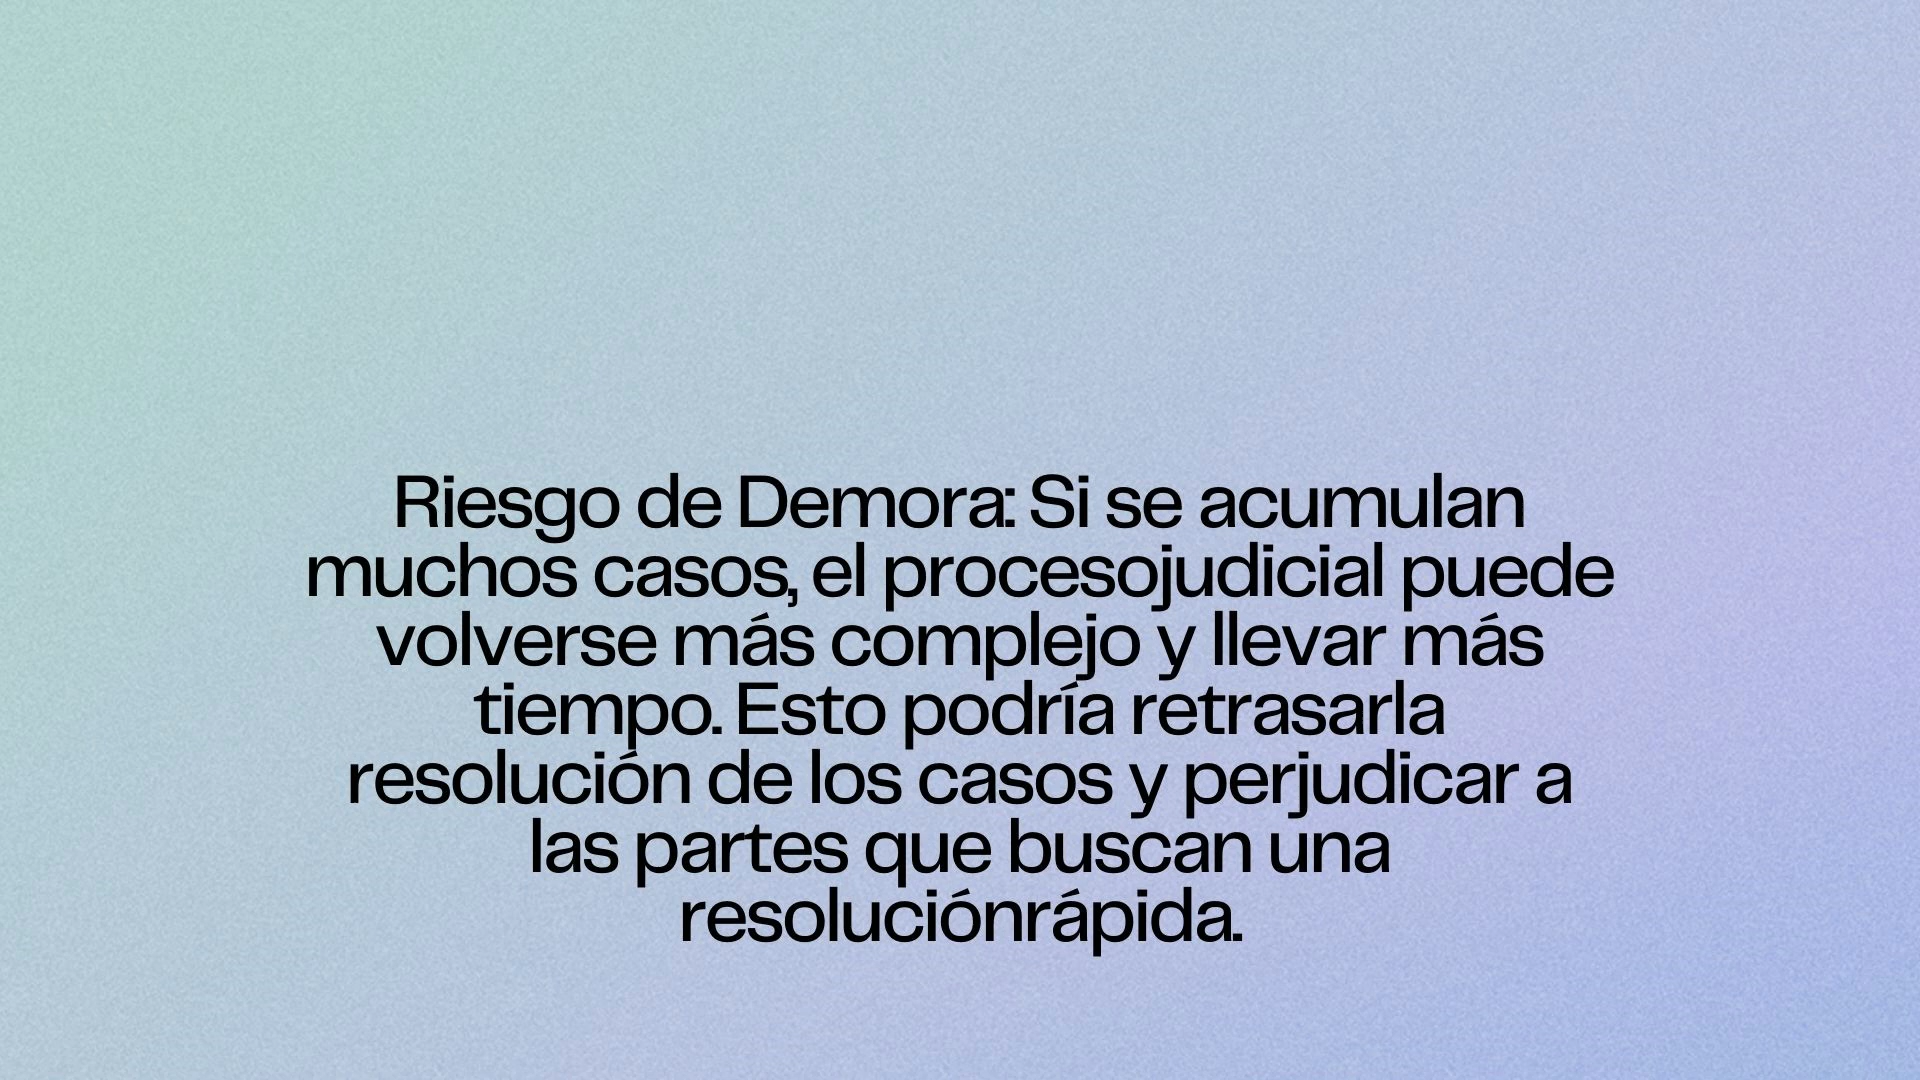 Riesgo de Demora: Si se acumulan
muchos casos, el procesojudicial puede
volverse más complejo y llevar más
tiempo. Esto podría retrasarla
resolución de los casos y perjudicar a
las partes que buscan una
resoluciónrápida.